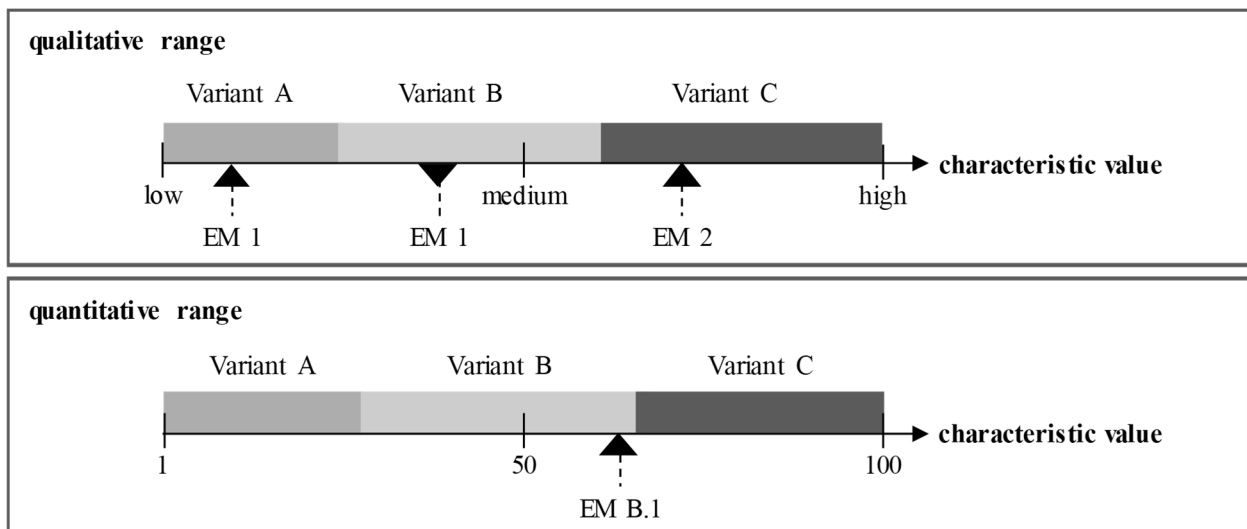 qualitative range
Variant A Variant B Variant C
characteristic value
low medium high
EM 1 EM 1 EM 2
quantitative range
Variant A Variant B Variant C
characteristic value
1 50 100
EM B.1